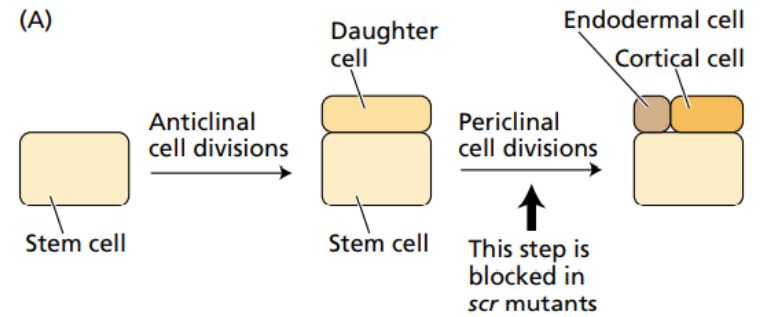 (A)
Stem cell
Anticlinal
cell divisions
Daughter
cell
Stem cell
Periclinal
cell divisions
This step is
blocked in
scr mutants
Endodermal cell
Cortical cell